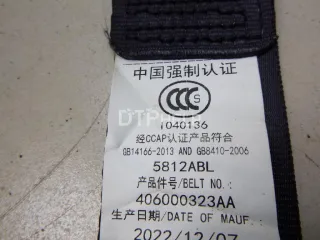 中国强制认证
CCC S
1040136
经CCAP认证产品符合
GB14166-2013 AND GB8410-2006
5812ABL
产品件号/BELT NO.:
406000323AA
生产日期/DATE OF MAUF.:
2022/12/07